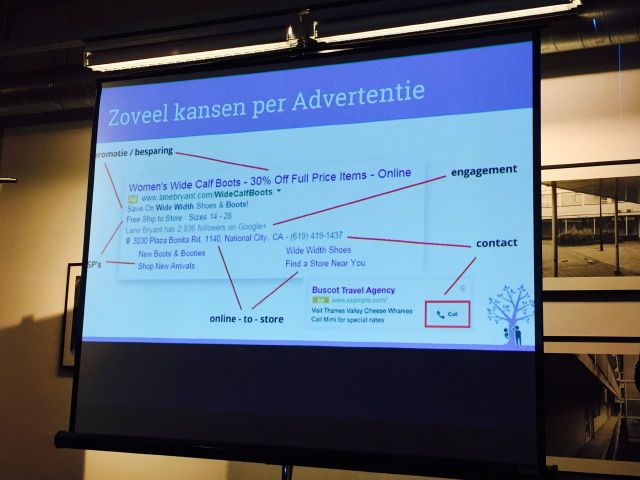 Zoveel kansen per Advertentie
promotie / besparing
Women's Wide Calf Boots - 30% Off Full Price Items - Online
Ad www.lanebryant.com/WideCalfBoots
Save On Wide Width Shoes & Boots!
Free Ship to Store · Sizes 14 - 28
Lane Bryant has 2,836 followers on Google+
3030 Plaza Bonita Rd, 1140, National City, CA - (619) 419-1437
New Boots & Booties
Wide Width Shoes
Shop New Arrivals
Find a Store Near You
engagement
contact
SP's
online - to - store
Buscot Travel Agency
Ad www.example.com/
Visit Thames Valley Cheese Wharves
Call Mimi for special rates
Call